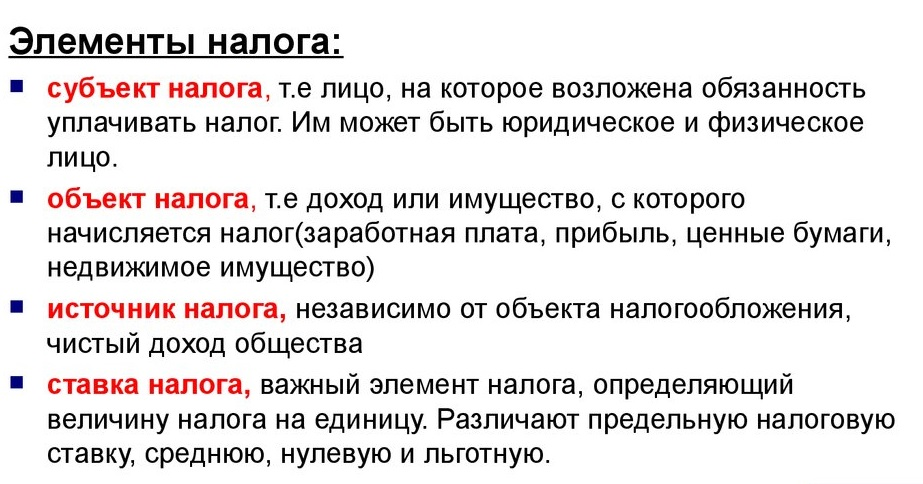 Элементы налога:
субъект налога, т.е лицо, на которое возложена обязанность
уплачивать налог. Им может быть юридическое и физическое
лицо.
объект налога, т.е доход или имущество, с которого
начисляется налог(заработная плата, прибыль, ценные бумаги,
недвижимое имущество)
источник налога, независимо от объекта налогообложения,
чистый доход общества
ставка налога, важный элемент налога, определяющий
величину налога на единицу. Различают предельную налоговую
ставку, среднюю, нулевую и льготную.